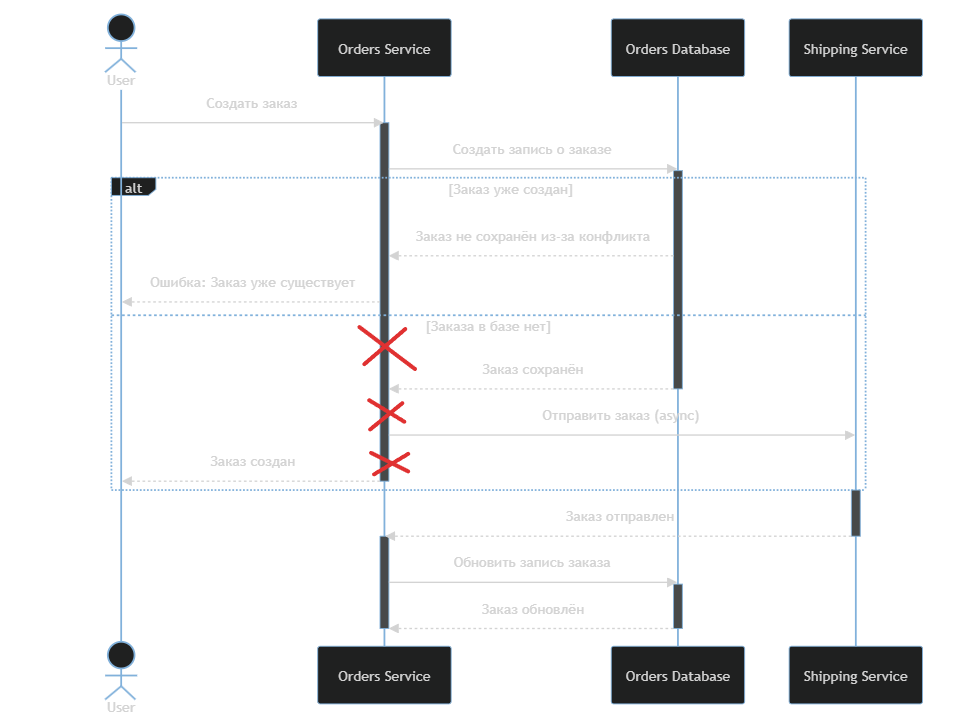 Orders Service
Orders Database
Shipping Service
User
Создать заказ
Создать запись о заказе
alt
[Заказ уже создан]
Заказ не сохранён из-за конфликта
Ошибка: Заказ уже существует
[Заказа в базе нет]
Заказ сохранён
Отправить заказ (async)
Заказ создан
Заказ отправлен
Обновить запись заказа
Заказ обновлён
Orders Service
Orders Database
Shipping Service
User